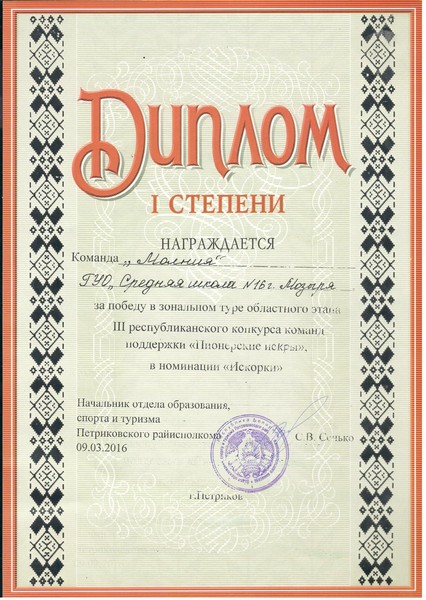 Диплом
I СТЕПЕНИ
НАГРАЖДАЕТСЯ
Команда „Молния"
ГУО „Средняя школа №16 г. Мозыря
за победу в зональном туре областного этапа
III республиканского конкурса команд
поддержки «Пионерские искры»,
в номинации «Искорки»
Начальник отдела образования,
спорта и туризма
Петриковского райисполкома
С.В.
09.03.2016
г.Петриков